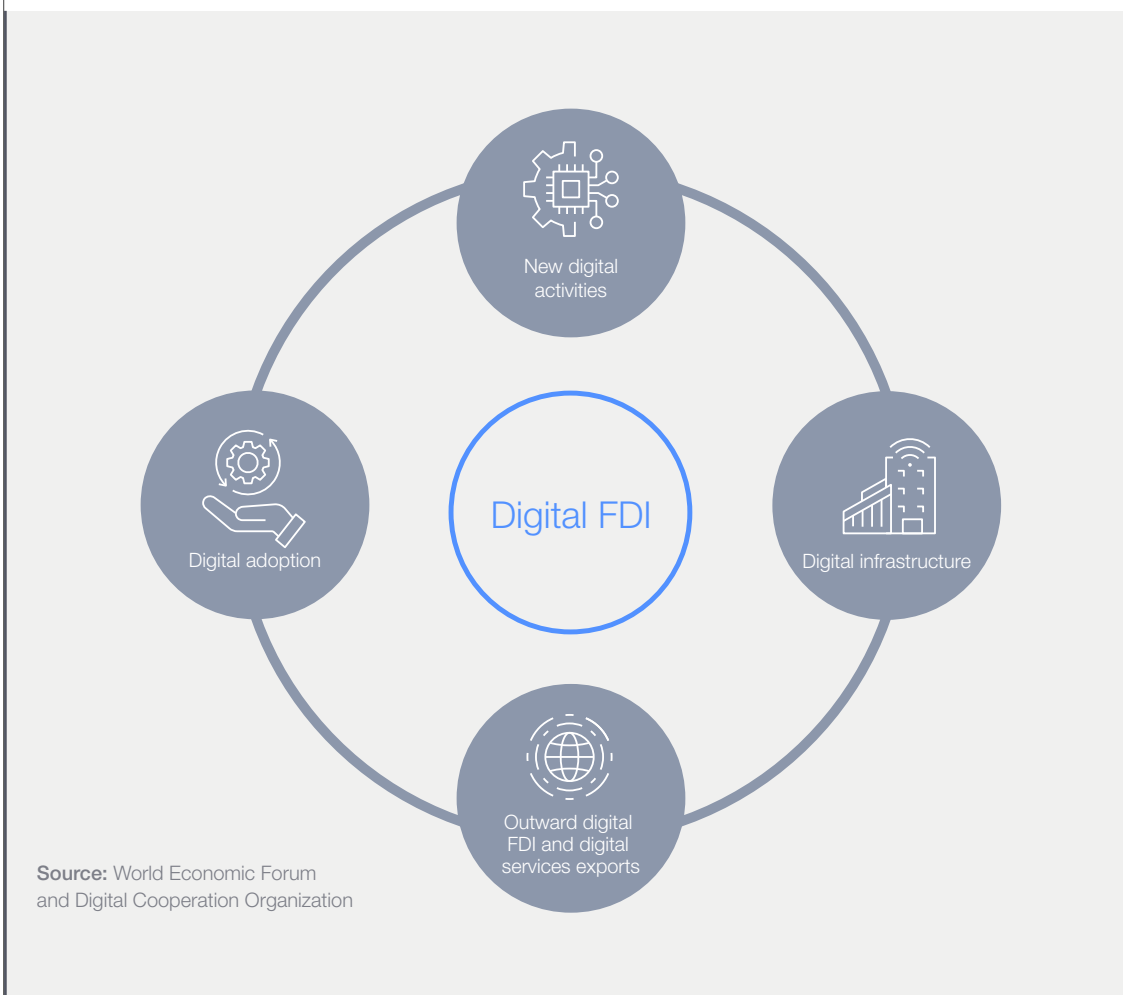 New digital
activities
Digital adoption
Digital FDI
Digital infrastructure
Outward digital
FDI and digital
services exports
Source: World Economic Forum
and Digital Cooperation Organization